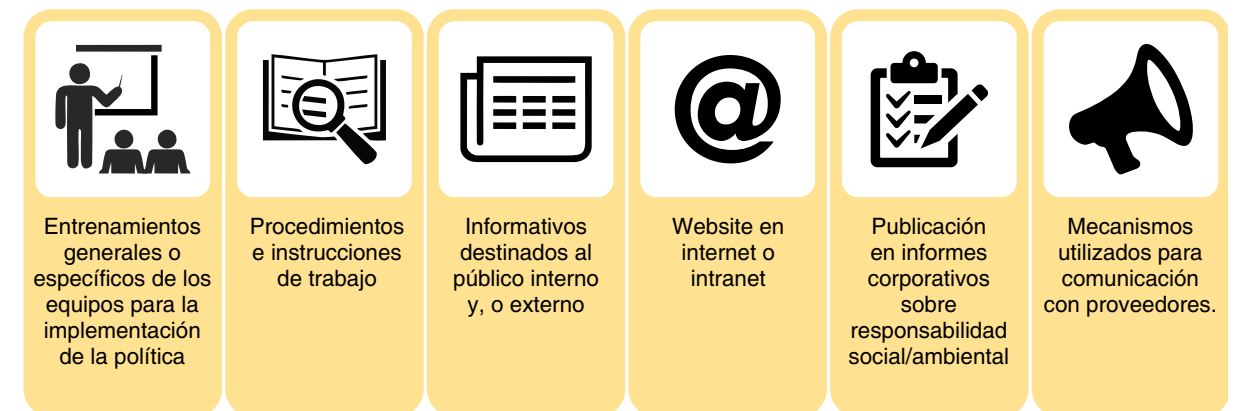 Entrenamientos
generales o
específicos de los
equipos para la
implementación
de la política
Procedimientos
e instrucciones
de trabajo
Informativos
destinados al
público interno
y, o externo
Website en
internet o
intranet
Publicación
en informes
corporativos
sobre
responsabilidad
social/ambiental
Mecanismos
utilizados para
comunicación
con proveedores.